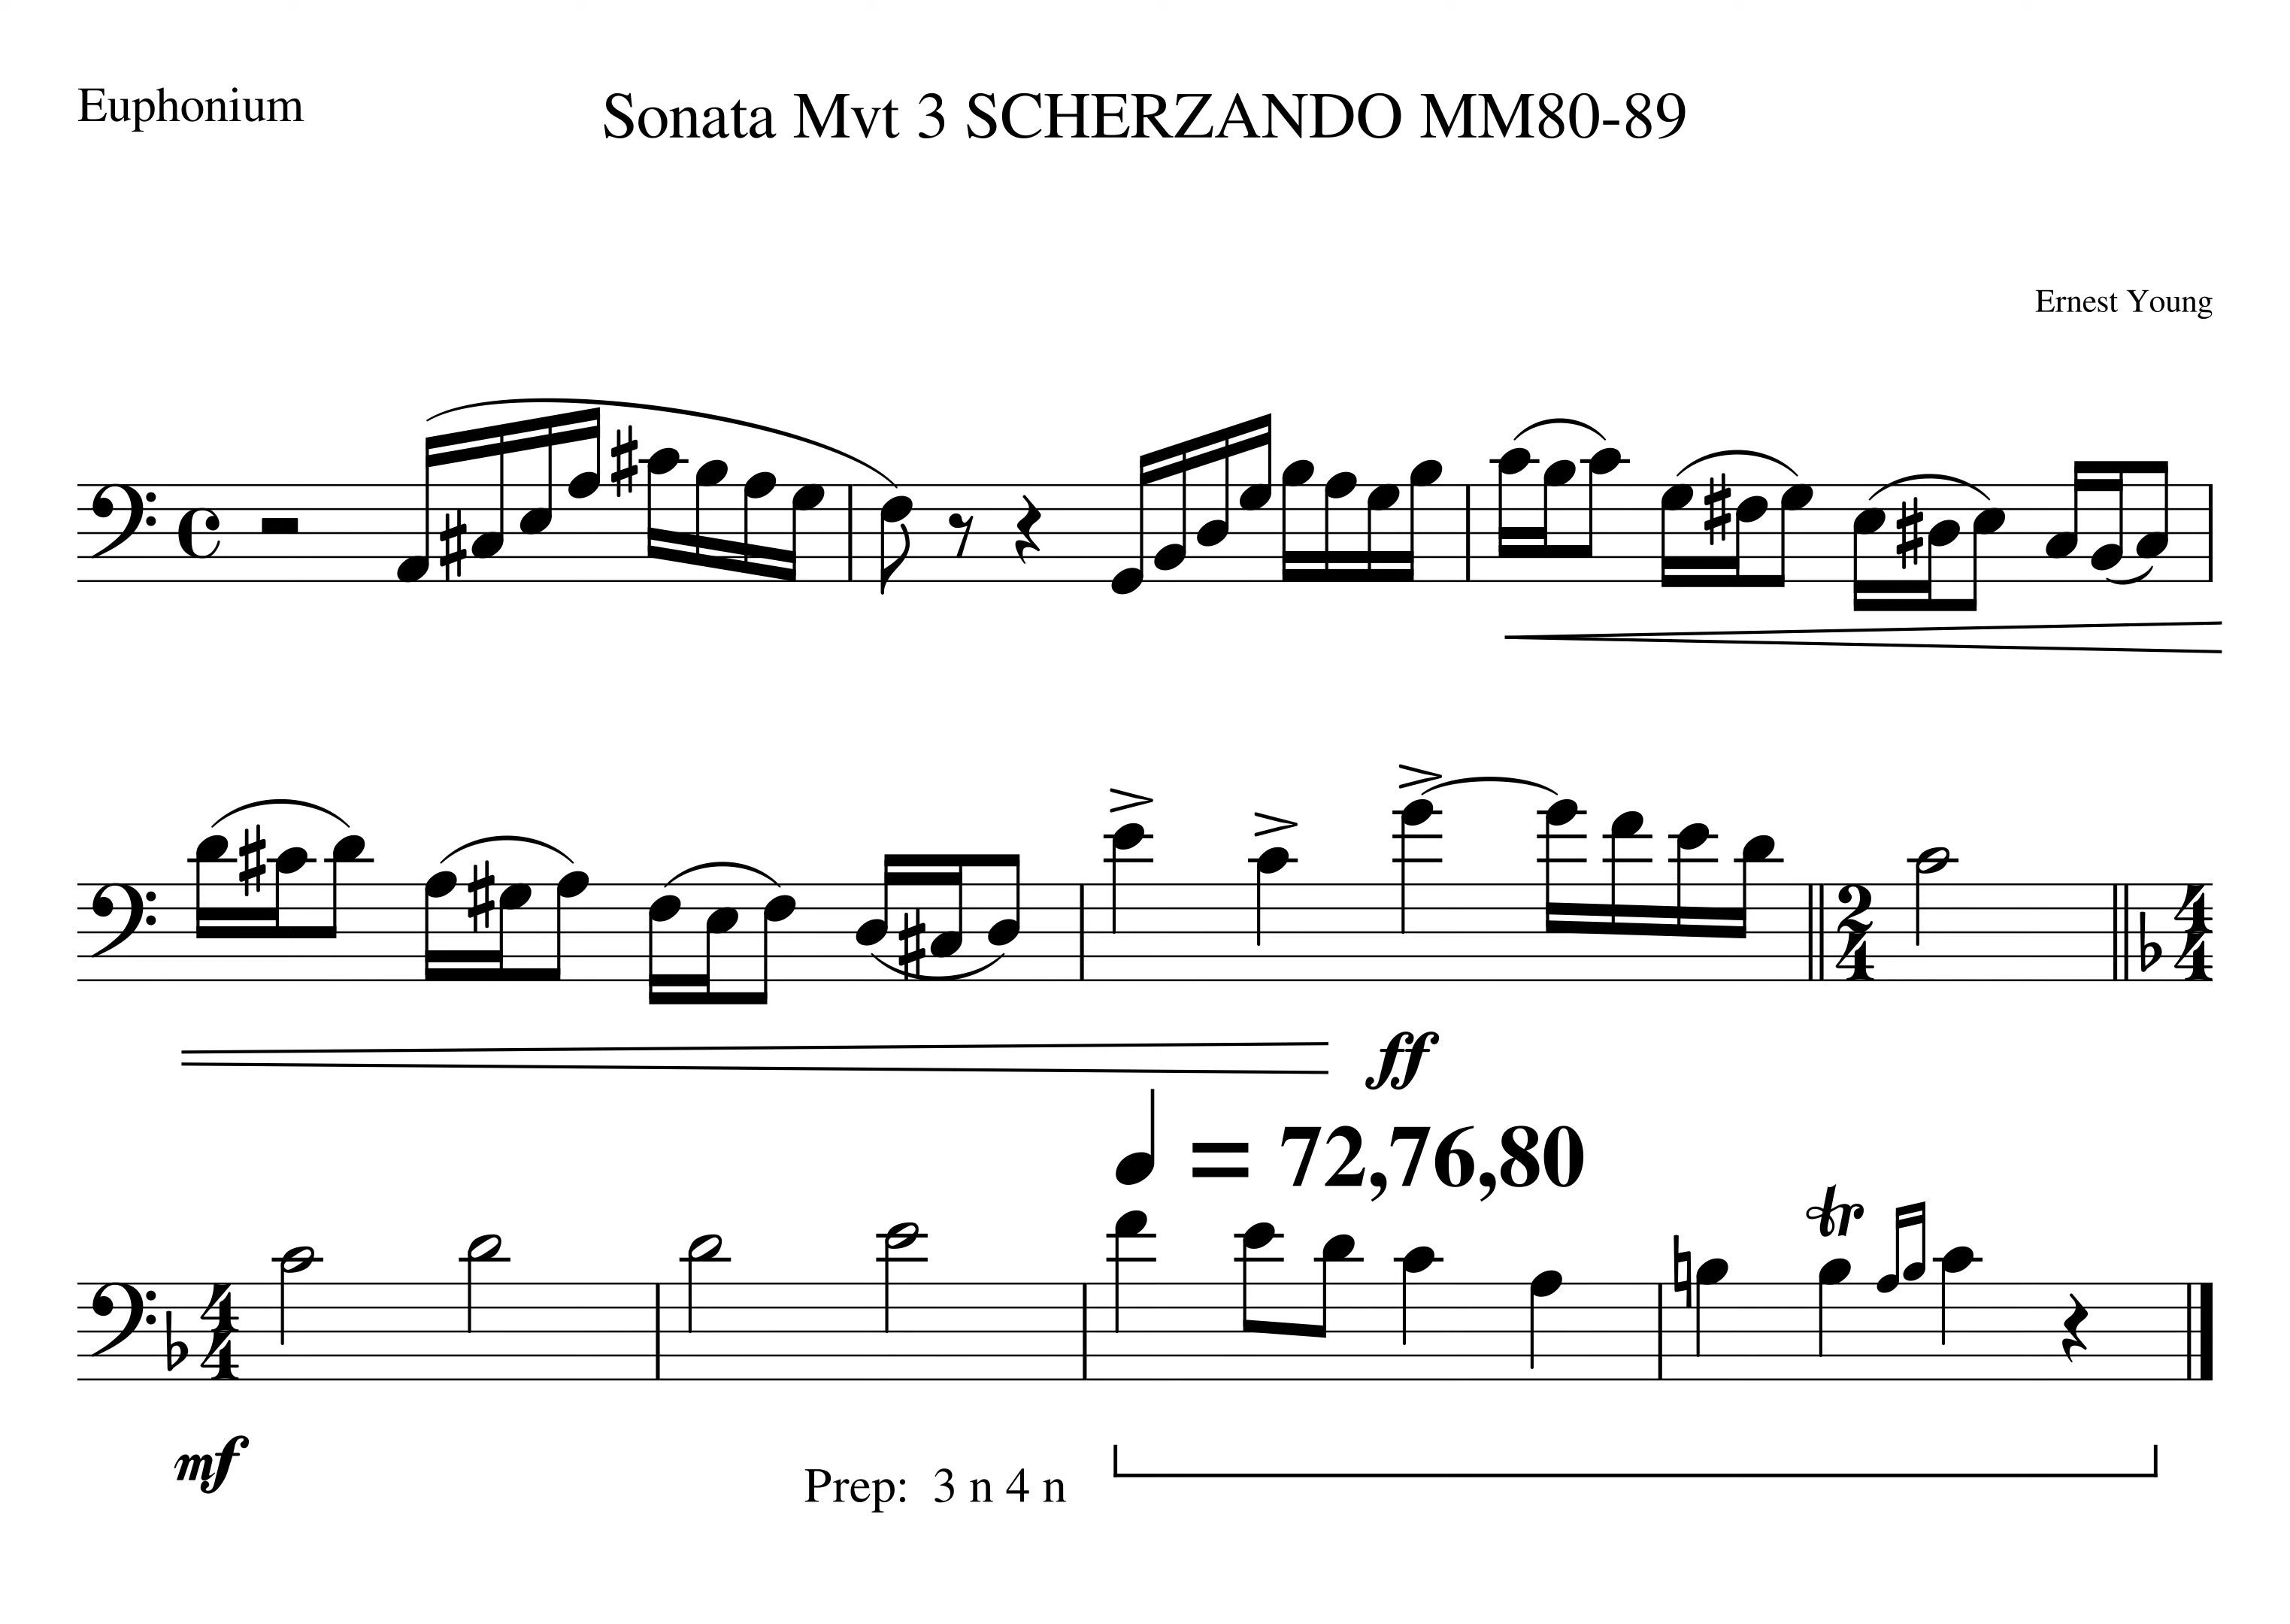 Euphonium
Sonata Mvt 3 SCHERZANDO MM80-89
Ernest Young
ff
= 72,76,80
tr
mf
Prep: 3 n 4 n